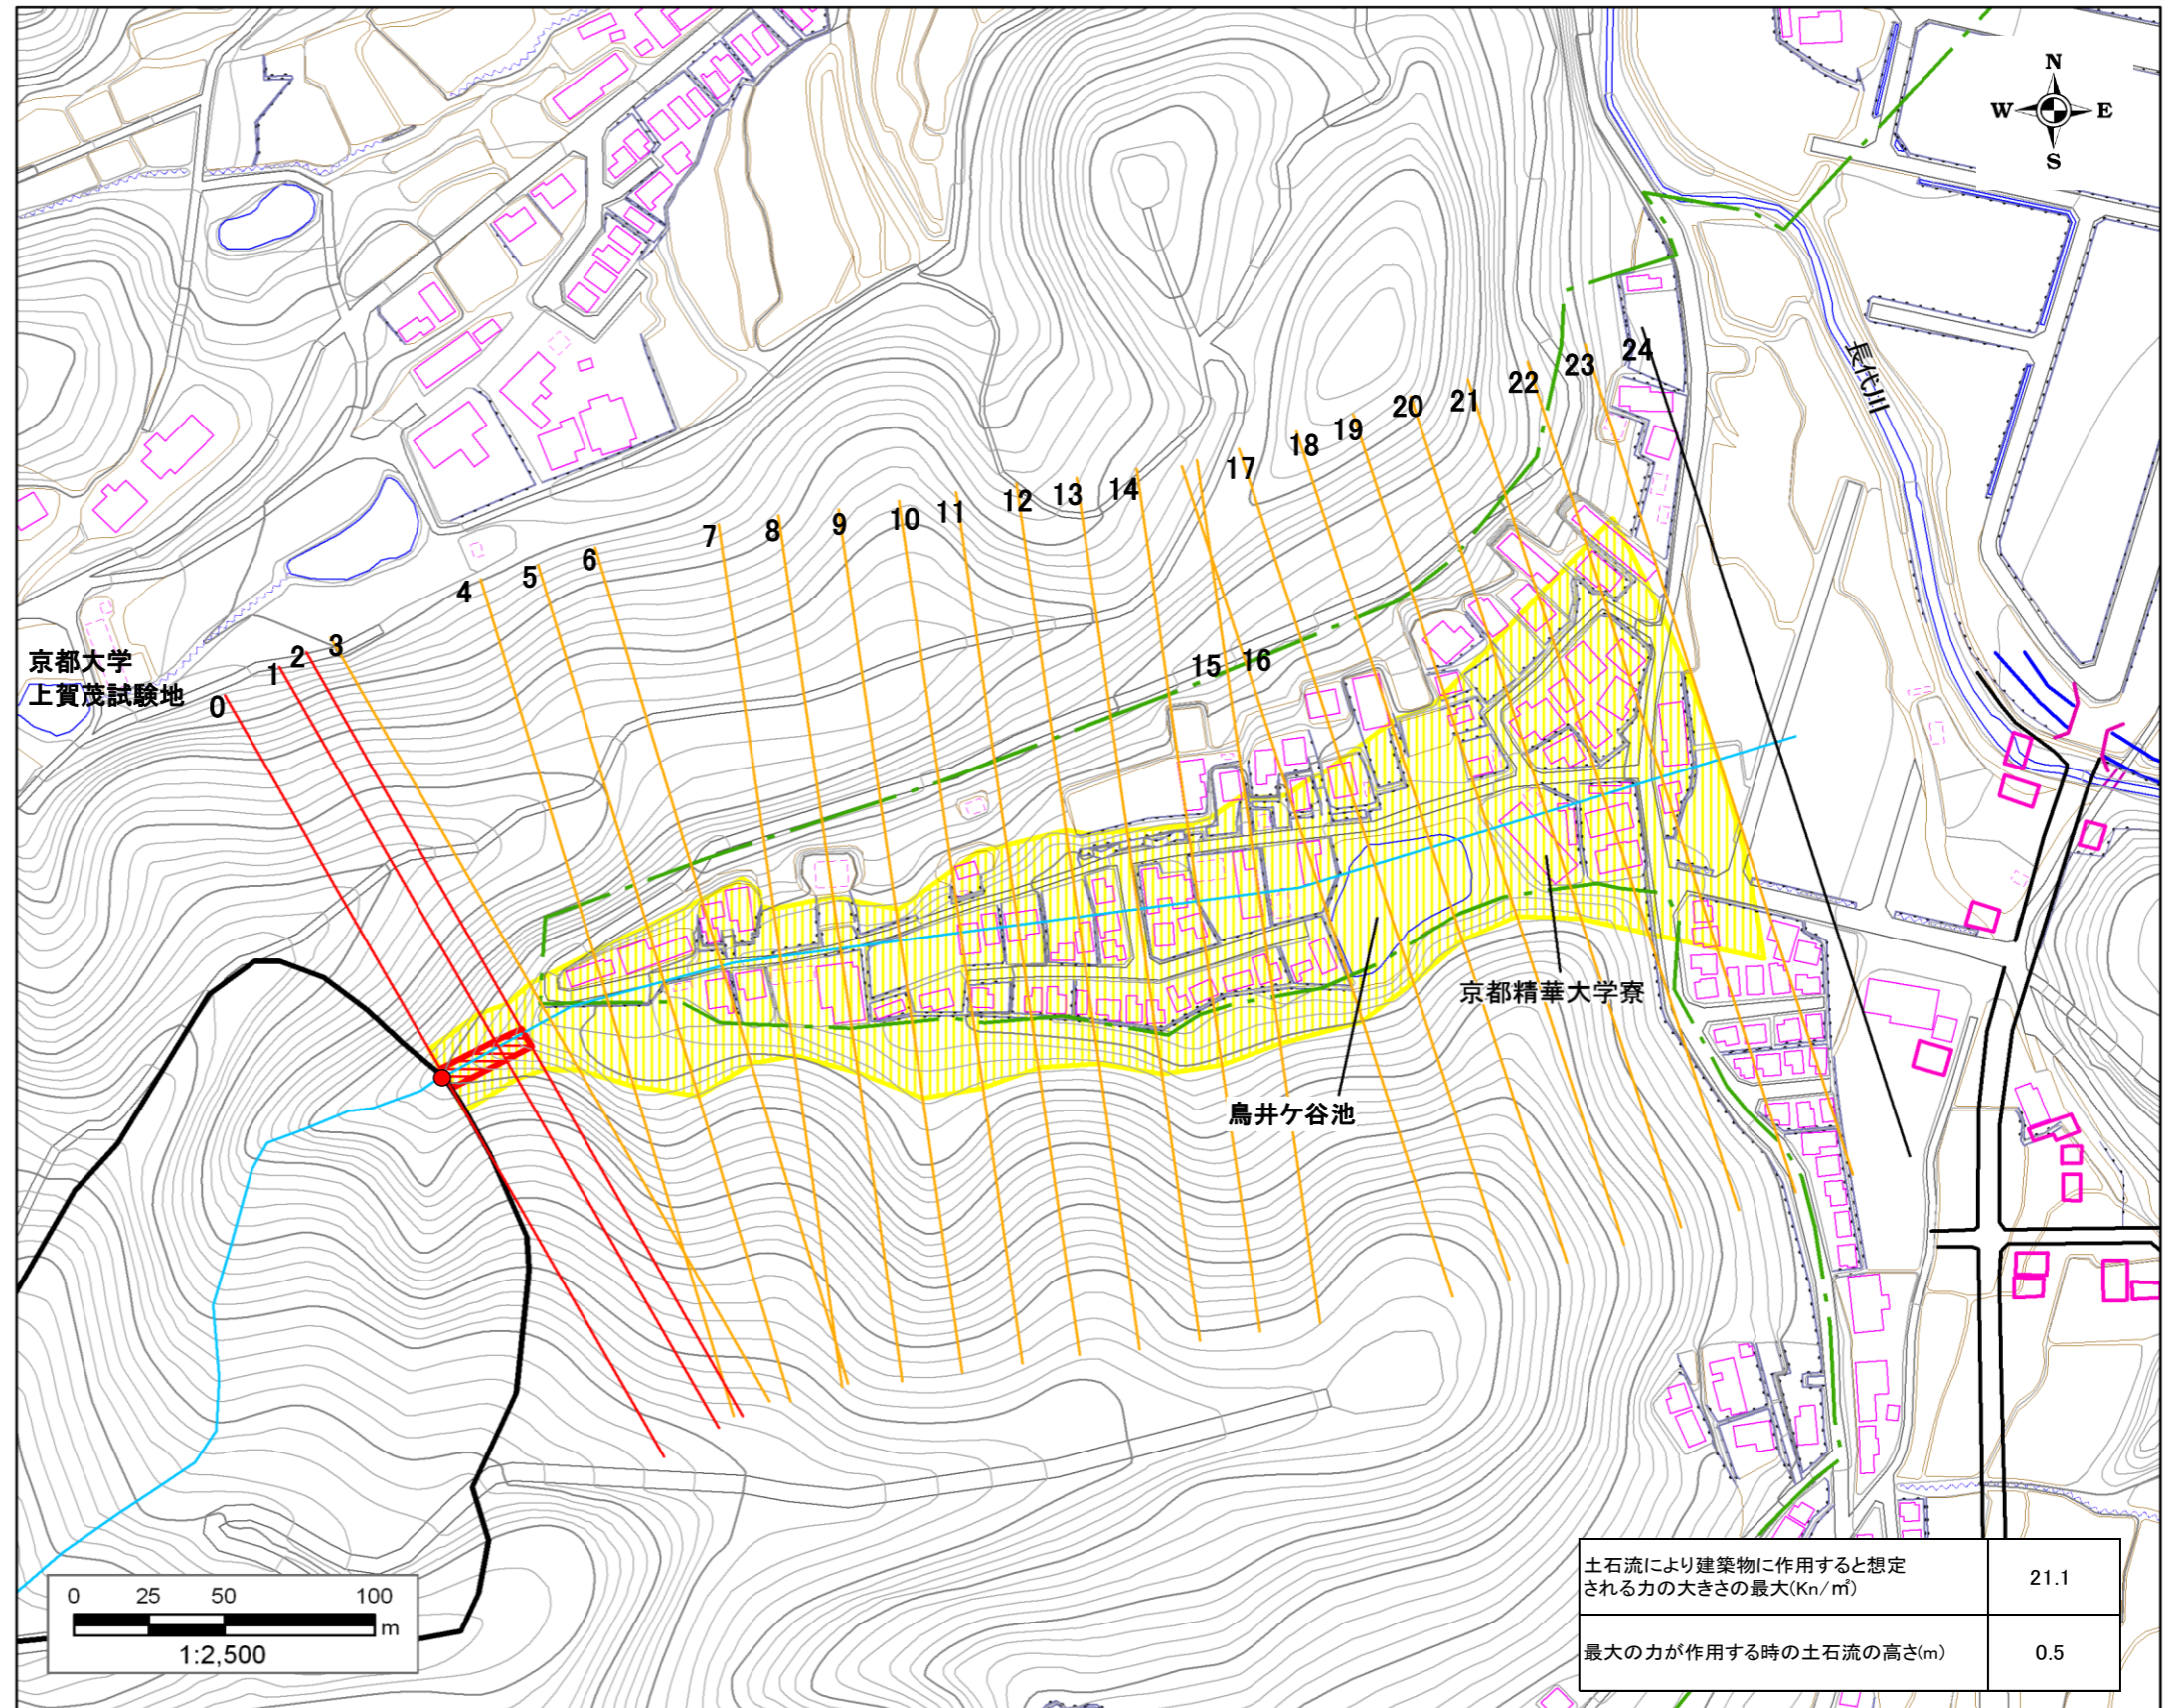 N
W E
S
長代川
24
23
22
21
20
19
18
17
14
13
12
11
10
9
8
7
6
5
4
3
2
1
0
15 16
京都大学
上賀茂試験地
京都精華大学寮
鳥井ケ谷池
0 25 50 100
m
1:2,500
土石流により建築物に作用すると想定
される力の大きさの最大(Kn/㎡) 21.1
最大の力が作用する時の土石流の高さ(m) 0.5